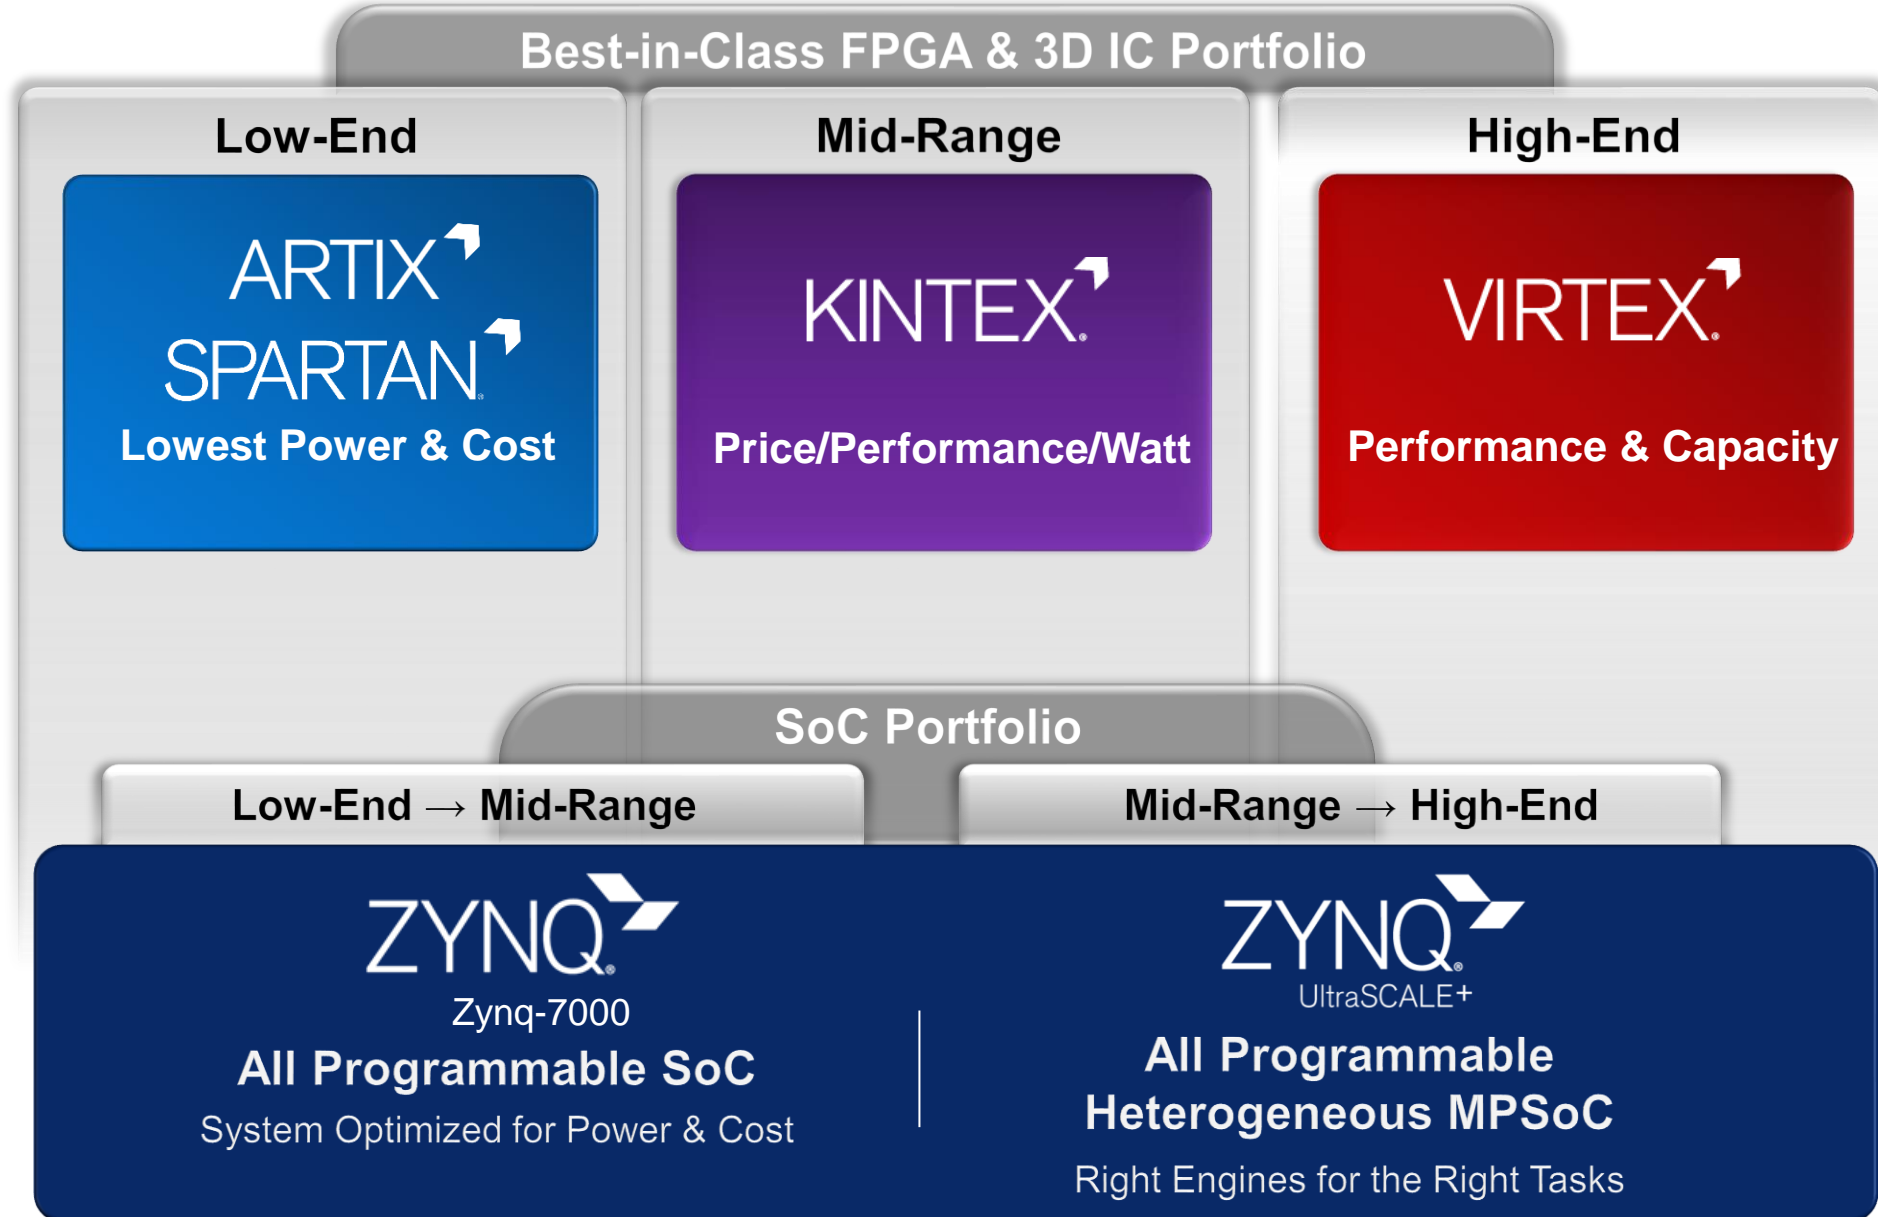 Best-in-Class FPGA & 3D IC Portfolio
Low-End
Mid-Range
High-End
ARTIX
SPARTAN®
Lowest Power & Cost
KINTEX®
Price/Performance/Watt
VIRTEX®
Performance & Capacity
SoC Portfolio
Low-End → Mid-Range
Mid-Range → High-End
ZYNQ®
Zynq-7000
All Programmable SoC
System Optimized for Power & Cost
ZYNQ®
UltraSCALE+
All Programmable
Heterogeneous MPSoC
Right Engines for the Right Tasks